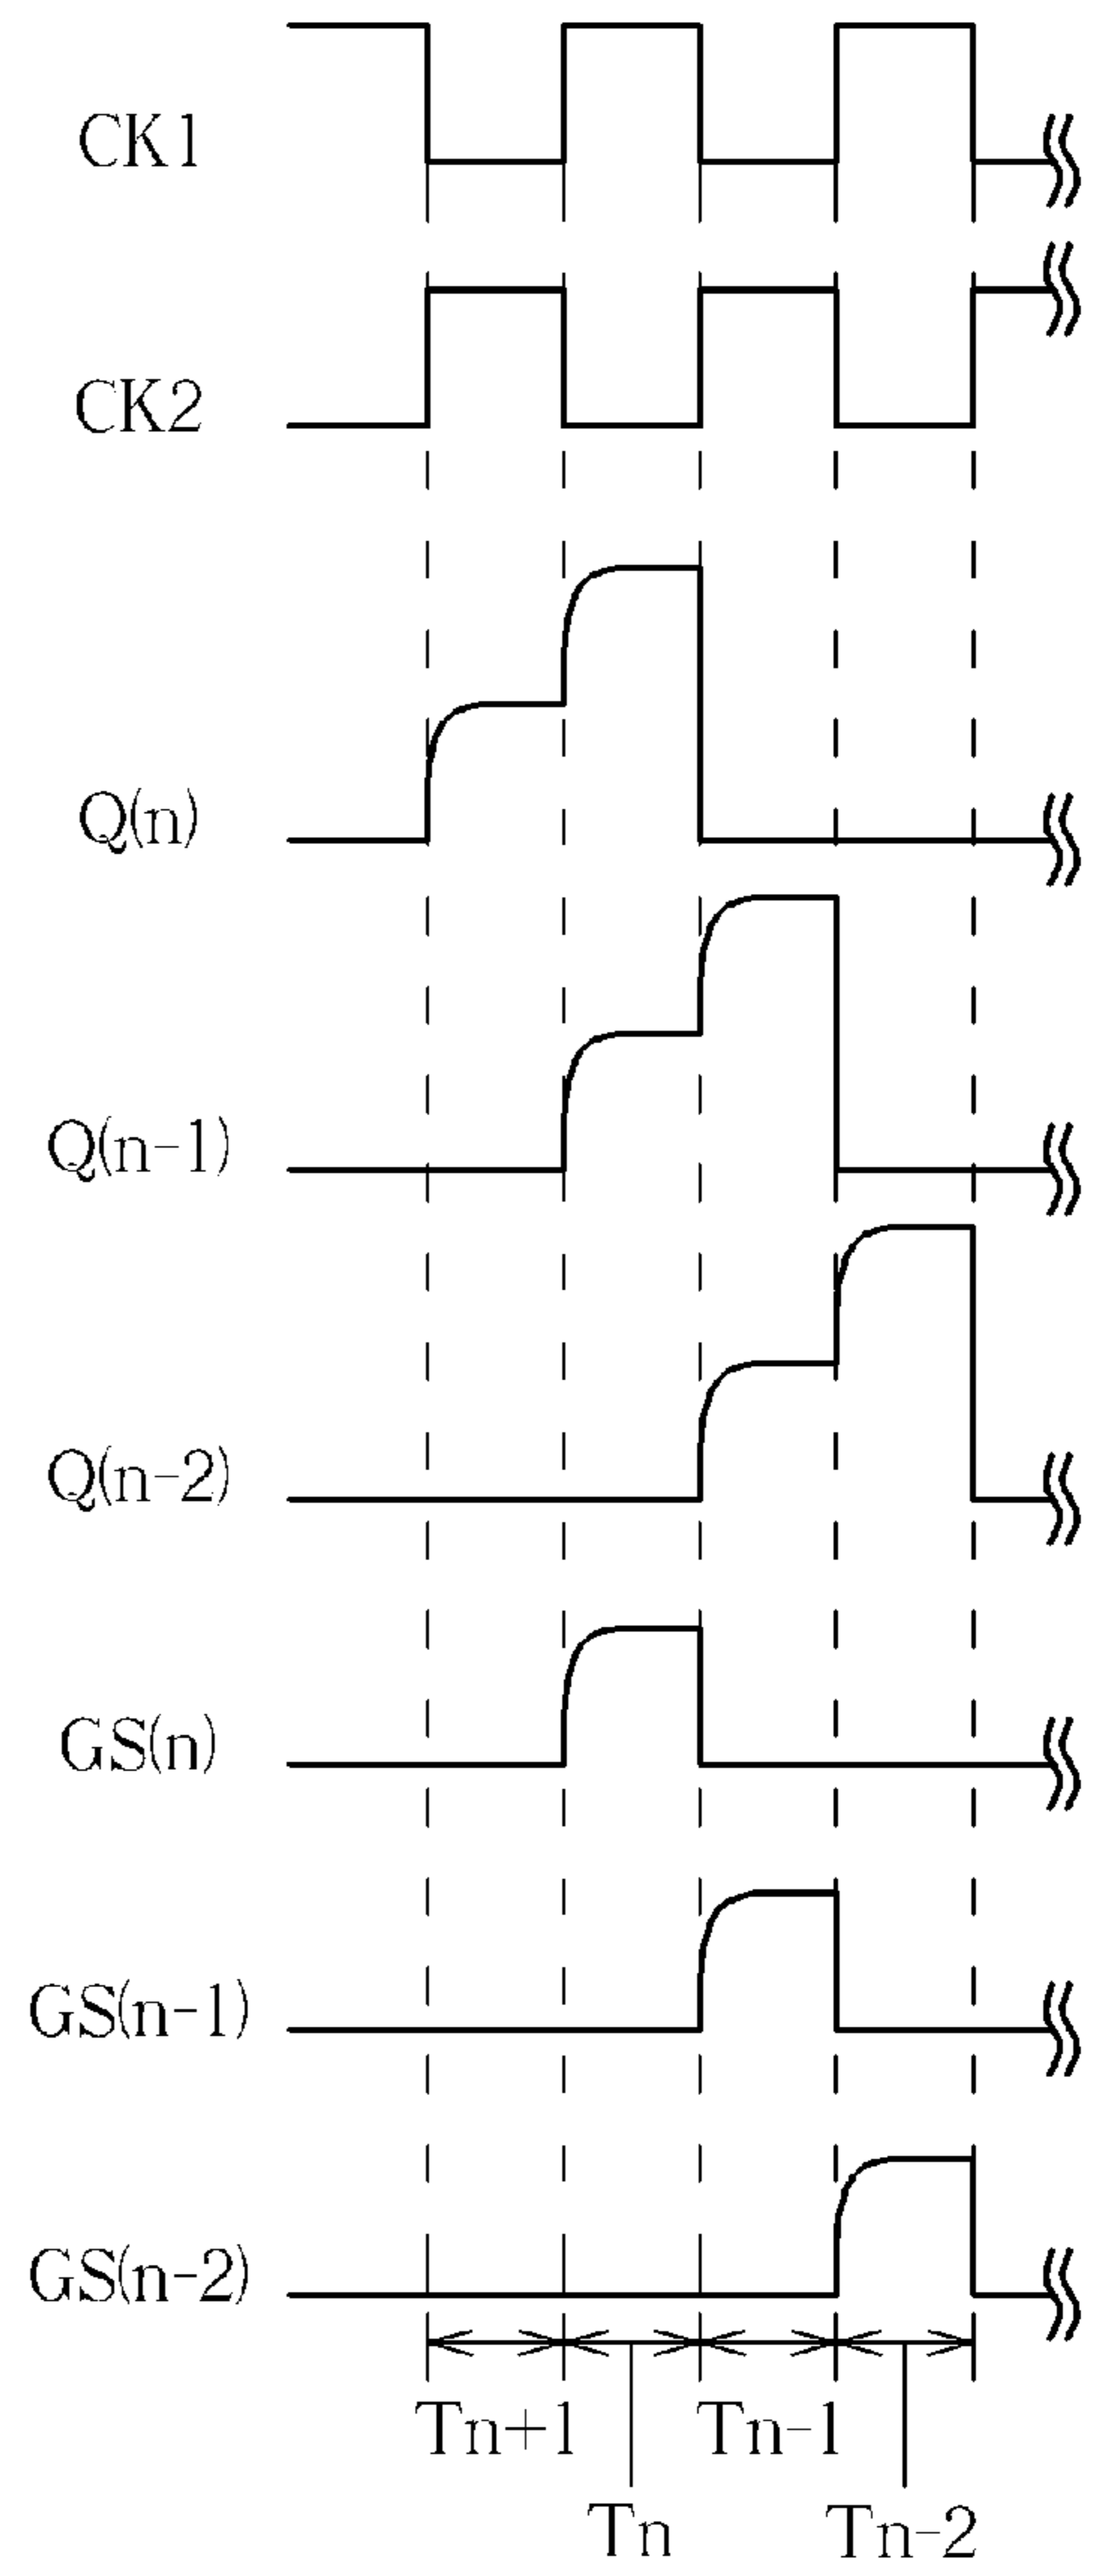 CK1
CK2
Q(n)
Q(n-1)
Q(n-2)
GS(n)
GS(n-1)
GS(n-2)
Tn+1 Tn-1
Tn Tn-2